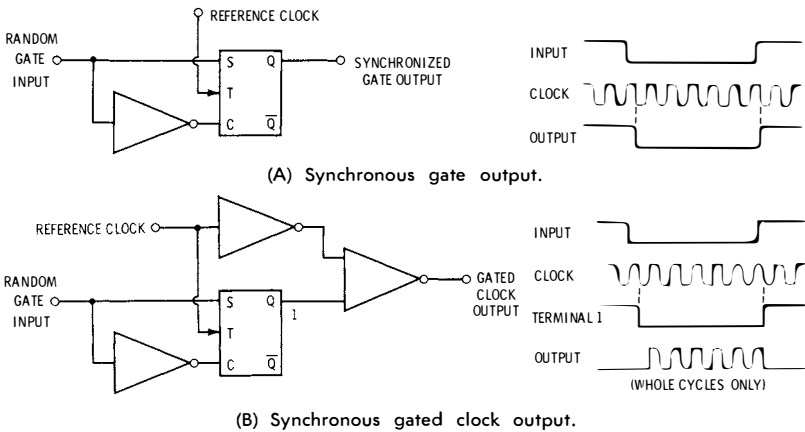 REFERENCE CLOCK
RANDOM
GATE
INPUT
S Q
T
C Q
SYNCHRONIZED
GATE OUTPUT
INPUT
CLOCK
OUTPUT
(A) Synchronous gate output.
REFERENCE CLOCK
RANDOM
GATE
INPUT
S Q
1
T
C Q
GATED
CLOCK
OUTPUT
INPUT
CLOCK
TERMINAL 1
OUTPUT
(WHOLE CYCLES ONLY)
(B) Synchronous gated clock output.